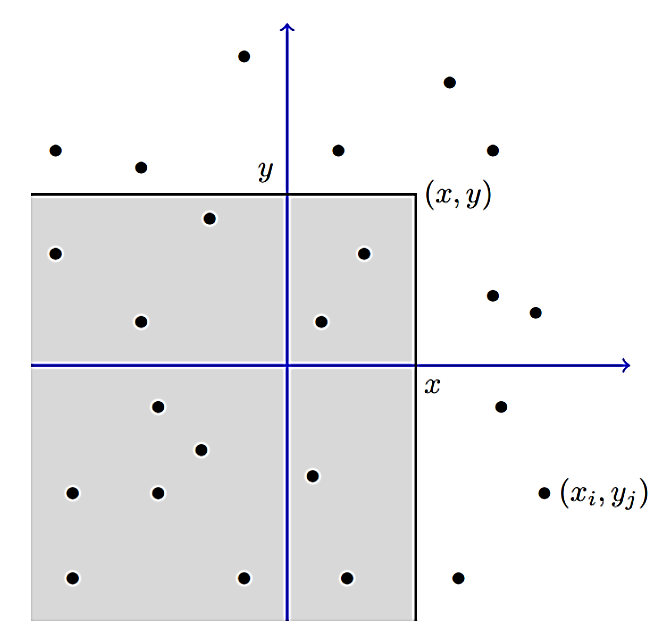 y
(x, y)
x
(x_i, y_j)